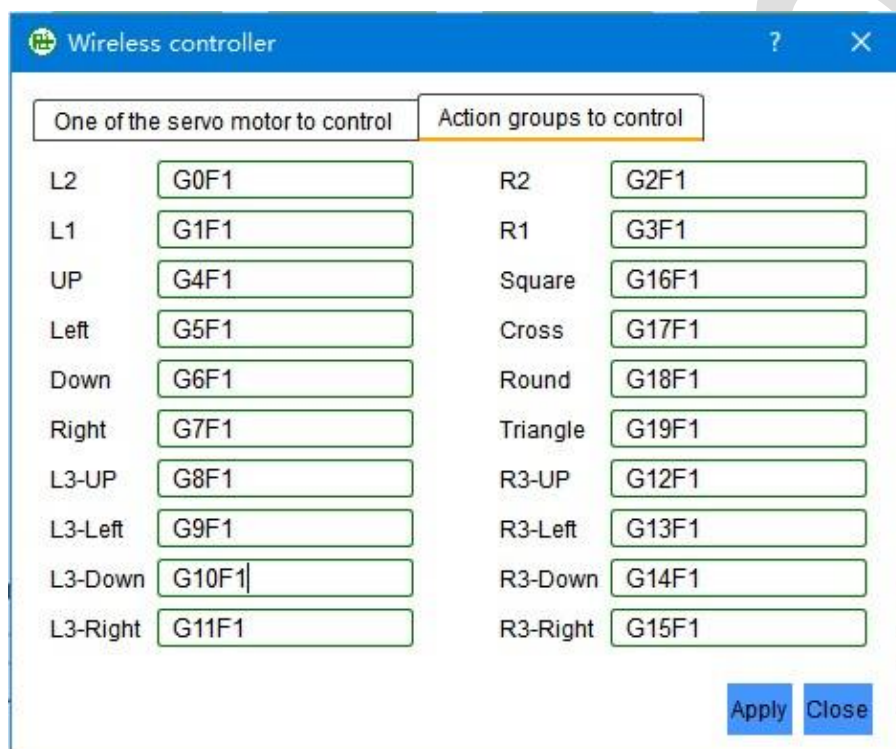 Wireless controller ? ×
One of the servo motor to control Action groups to control
L2 G0F1 R2 G2F1
L1 G1F1 R1 G3F1
UP G4F1 Square G16F1
Left G5F1 Cross G17F1
Down G6F1 Round G18F1
Right G7F1 Triangle G19F1
L3-UP G8F1 R3-UP G12F1
L3-Left G9F1 R3-Left G13F1
L3-Down G10F1 R3-Down G14F1
L3-Right G11F1 R3-Right G15F1
Apply Close